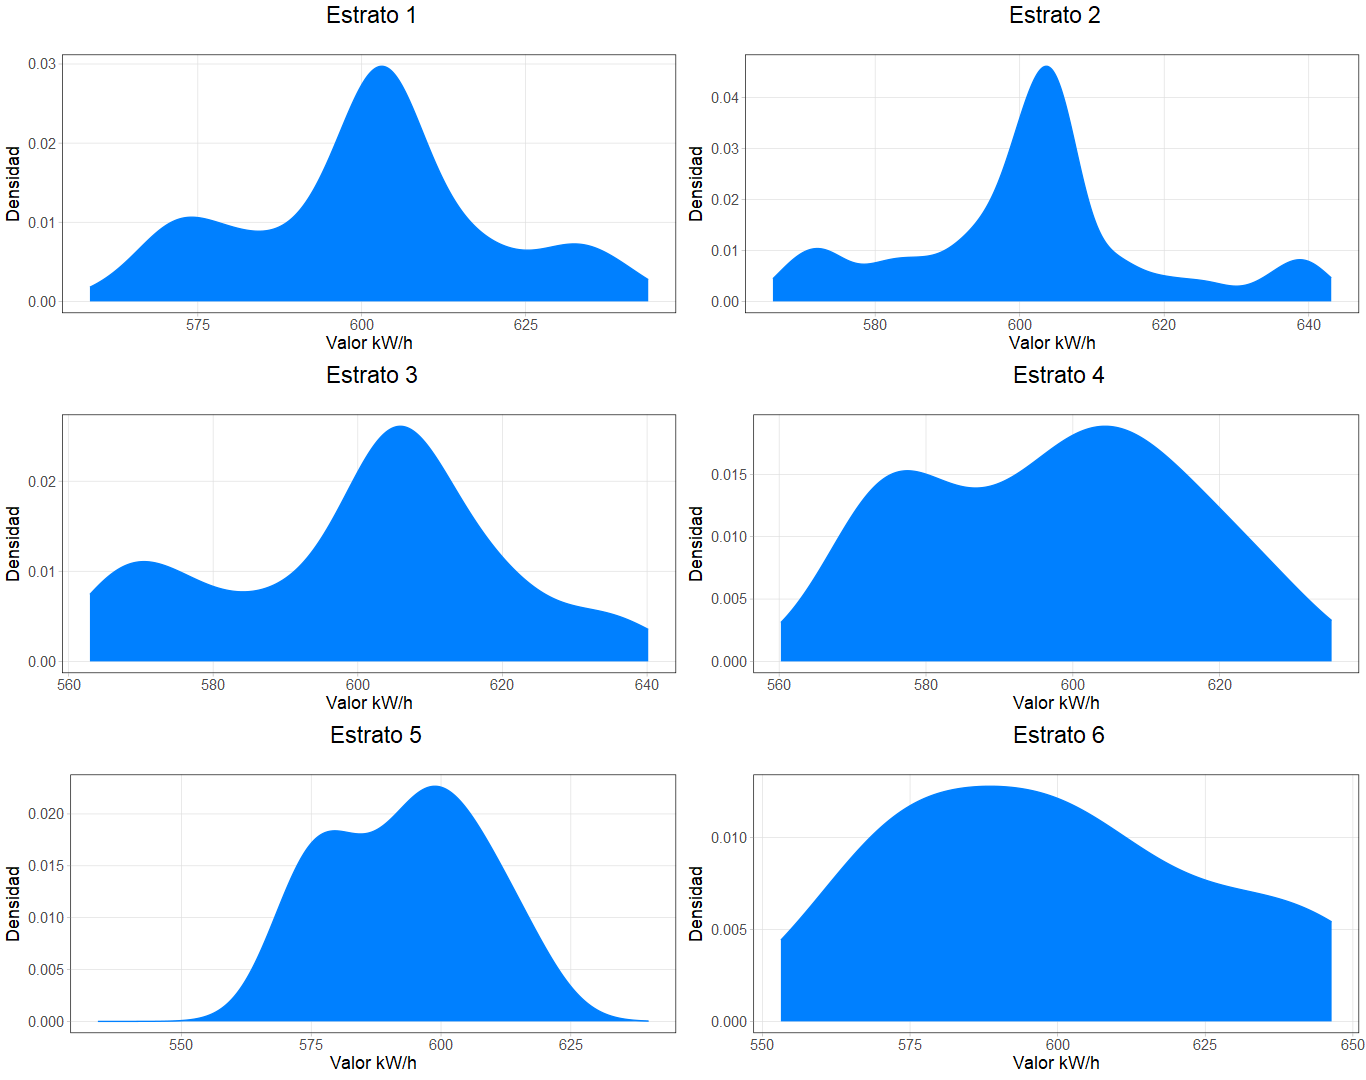 Estrato 1
0.03
0.02
0.01
0.00
Densidad
575 600 625
Valor kW/h
Estrato 2
0.04
0.03
0.02
0.01
0.00
Densidad
580 600 620 640
Valor kW/h
Estrato 3
0.02
0.01
0.00
Densidad
560 580 600 620 640
Valor kW/h
Estrato 4
0.015
0.010
0.005
0.000
Densidad
560 580 600 620
Valor kW/h
Estrato 5
0.020
0.015
0.010
0.005
0.000
Densidad
550 575 600 625
Valor kW/h
Estrato 6
0.010
0.005
0.000
Densidad
550 575 600 625 650
Valor kW/h